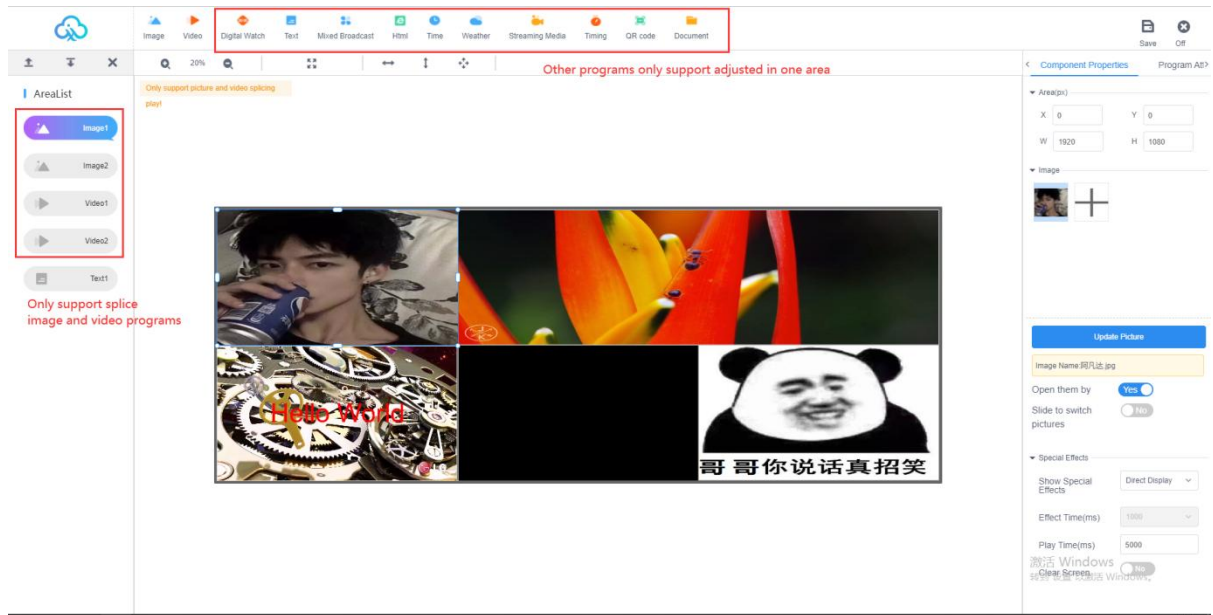 Image Video Digital Watch Text Mixed Broadcast Html Time Weather Streaming Media Timing QR code Document
Save Off
20%
Other programs only support adjusted in one area
Component Properties
Program Att
AreaList
Only support picture and video splicing
play!
Image1
Image2
Video1
Video2
Text1
Only support splice
image and video programs
Hello World
哥哥你说话真招笑
Area(px)
X 0 Y 0
W 1920 H 1080
Image
Update Picture
Image Name:阿凡达.jpg
Open them by Yes
Slide to switch No
pictures
Special Effects
Show Special Direct Display
Effects
Effect Time(ms) 1000
Play Time(ms) 5000
激活 Windows
Clear Screen No